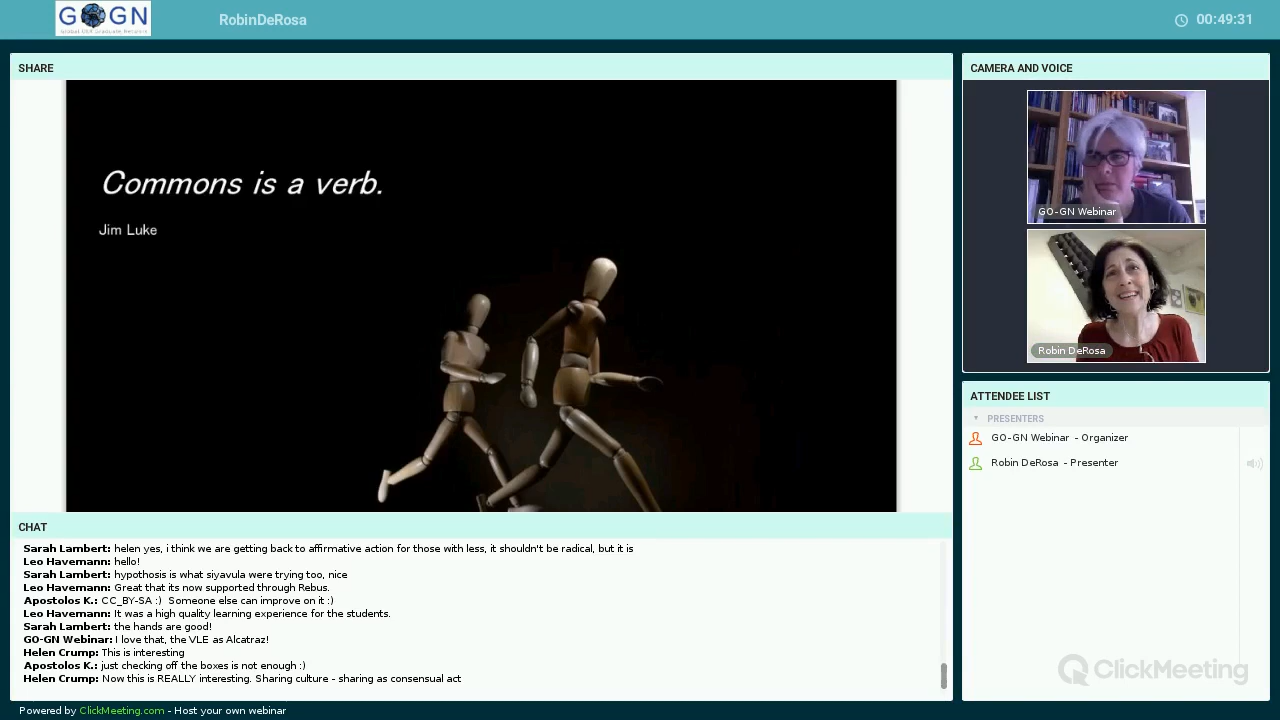 GOGN
Global OER Graduate Network
RobinDeRosa
00:49:31
SHARE
Commons is a verb.
Jim Luke
CAMERA AND VOICE
GO-GN Webinar
Robin DeRosa
ATTENDEE LIST
PRESENTERS
GO-GN Webinar - Organizer
Robin DeRosa - Presenter
CHAT
Sarah Lambert: helen yes, i think we are getting back to affirmative action for those with less, it shouldn't be radical, but it is
Leo Havemann: hello!
Sarah Lambert: hypothosis is what siyavula were trying too, nice
Leo Havemann: Great that its now supported through Rebus.
Apostolos K.: CC_BY-SA :) Someone else can improve on it :)
Leo Havemann: It was a high quality learning experience for the students.
Sarah Lambert: the hands are good!
GO-GN Webinar: I love that, the VLE as Alcatraz!
Helen Crump: This is interesting
Apostolos K.: just checking off the boxes is not enough :)
Helen Crump: Now this is REALLY interesting. Sharing culture - sharing as consensual act
ClickMeeting
Powered by ClickMeeting.com - Host your own webinar